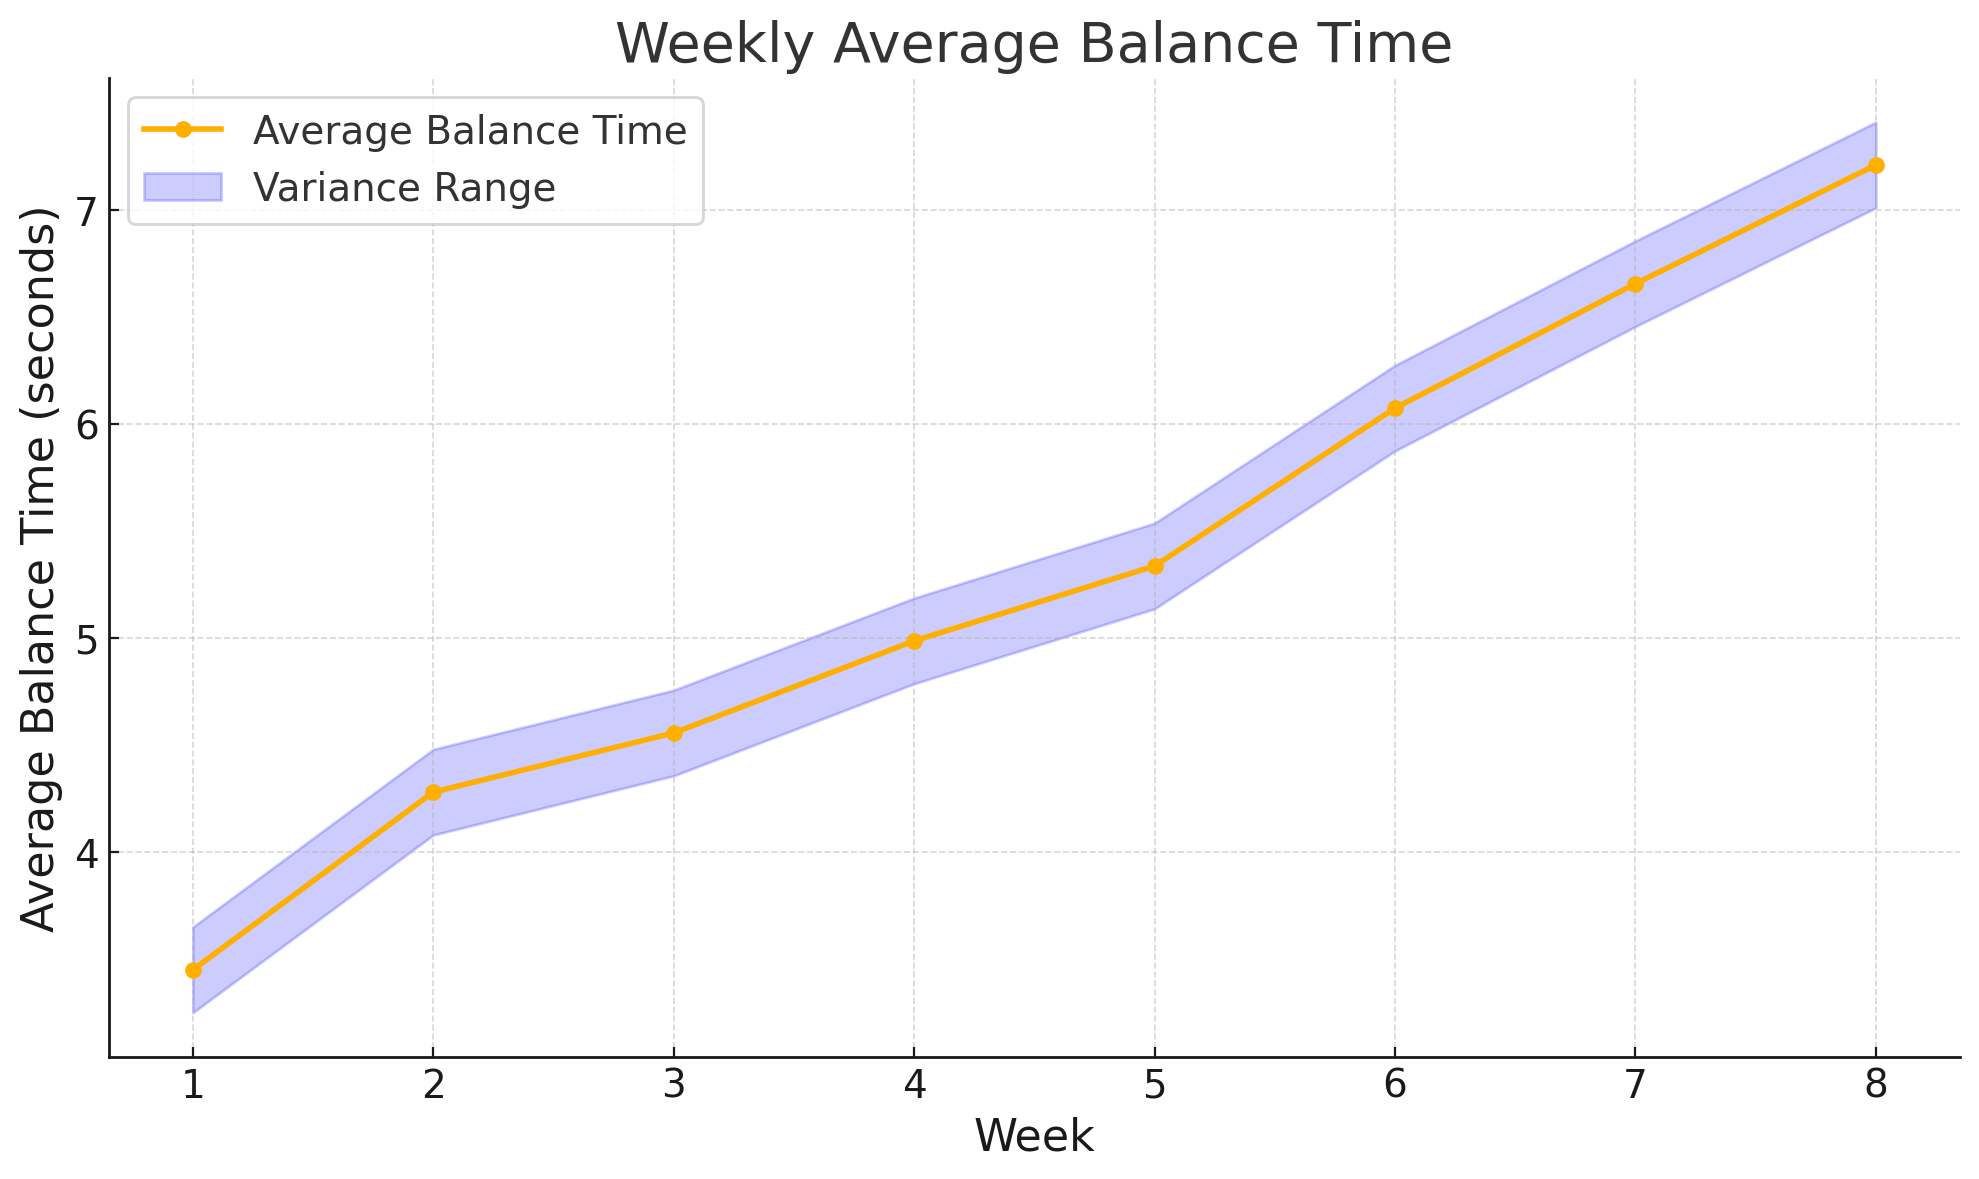 Weekly Average Balance Time
Average Balance Time
Variance Range
Average Balance Time (seconds)
7
6
5
4
1 2 3 4 5 6 7 8
Week